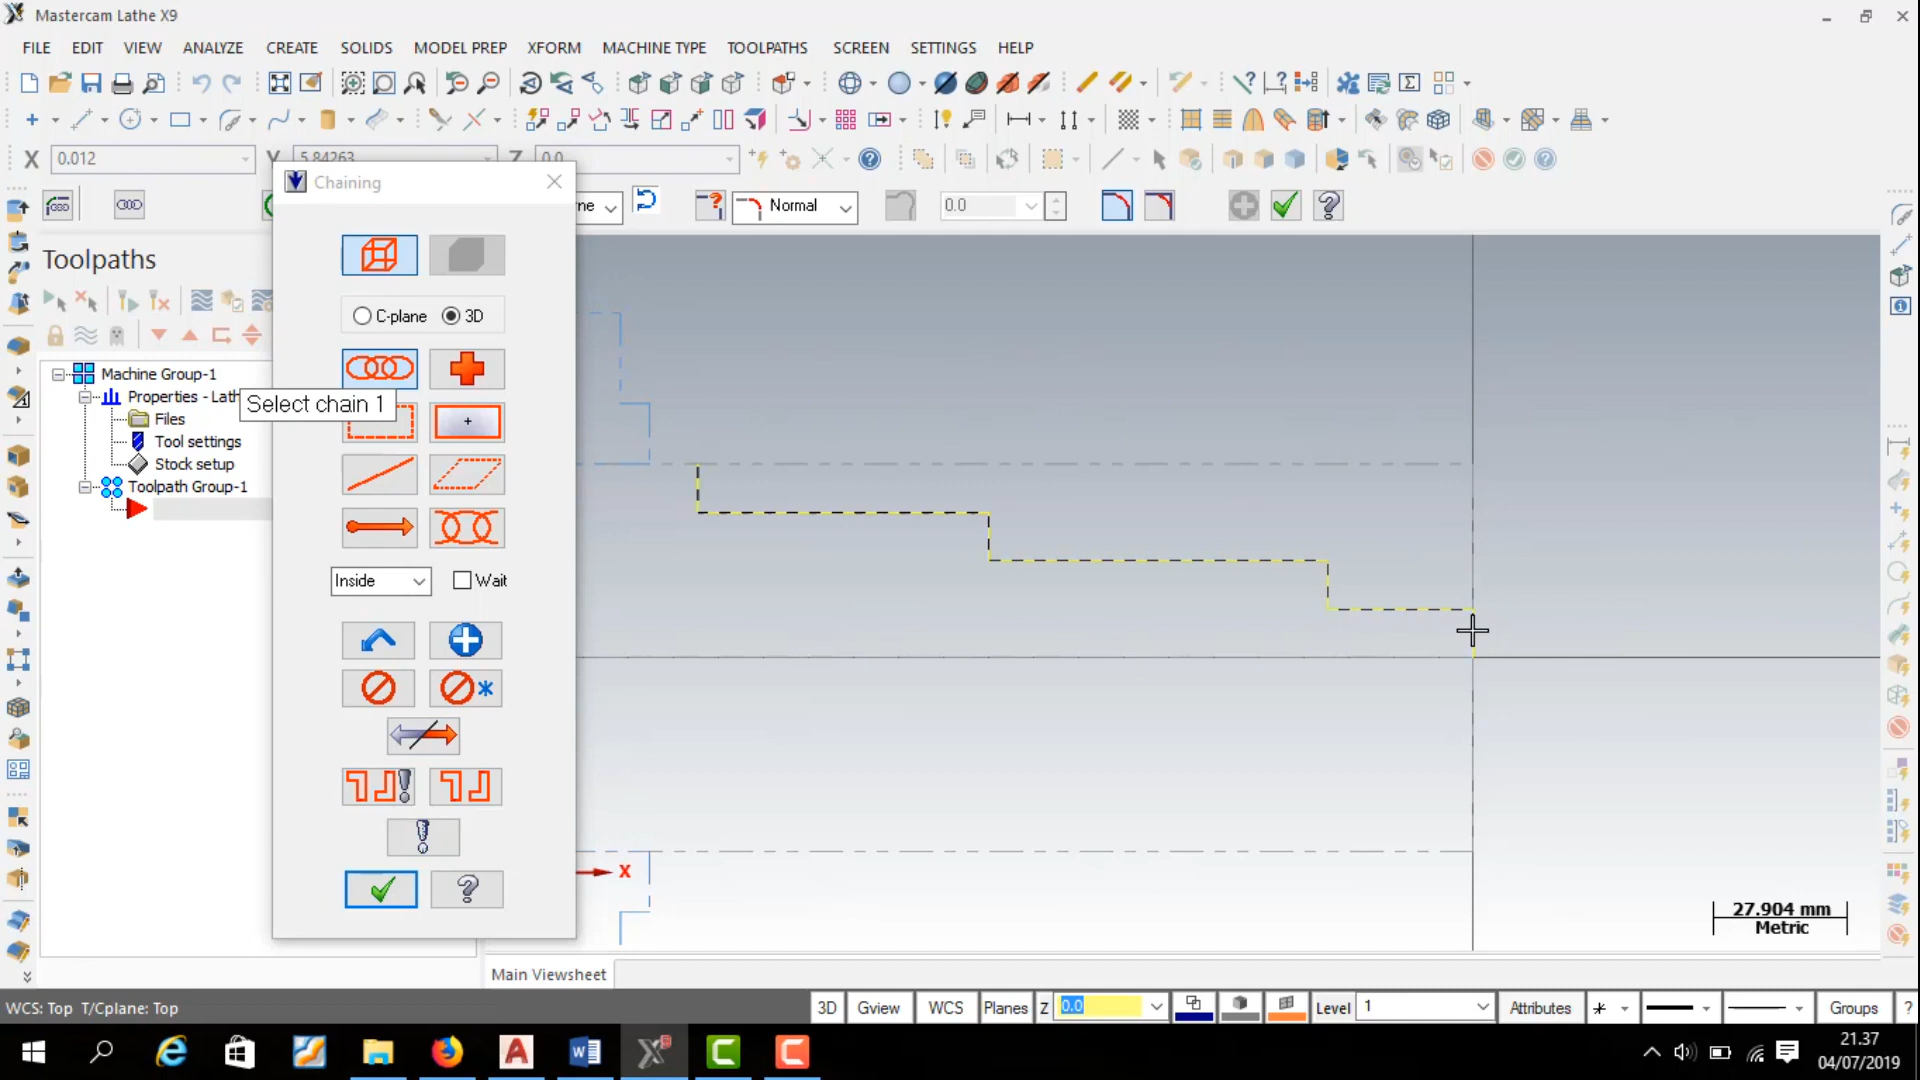 Mastercam Lathe X9
FILE EDIT VIEW ANALYZE CREATE SOLIDS MODEL PREP XFORM MACHINE TYPE TOOLPATHS SCREEN SETTINGS HELP
X 0.012 Y 5.84263 Z 0.0
Chaining
ne Normal 0.0
Toolpaths
C-plane 3D
Machine Group-1
Properties - Lath
Select chain 1
Files
Tool settings
Stock setup
Toolpath Group-1
Inside Wait
X
27.904 mm
Metric
Main Viewsheet
WCS: Top T/Cplane: Top 3D Gview WCS Planes Z 0.0 Level 1 Attributes Groups ?
21.37
04/07/2019